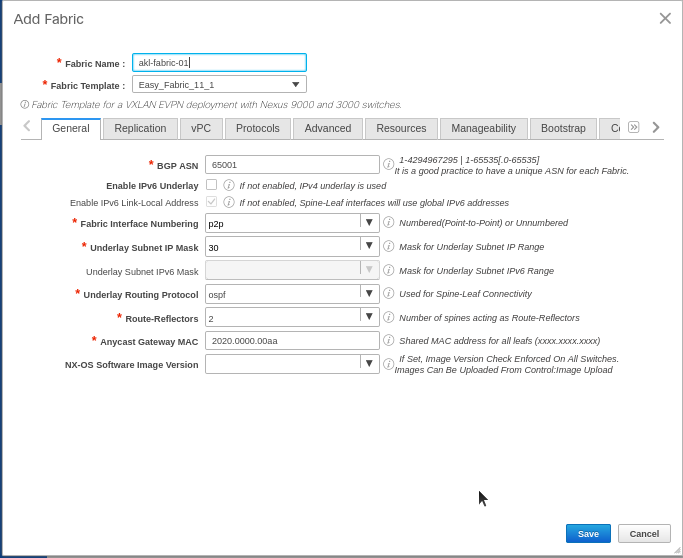 Add Fabric
* Fabric Name : akl-fabric-01
* Fabric Template : Easy_Fabric_11_1
Fabric Template for a VXLAN EVPN deployment with Nexus 9000 and 3000 switches.
General Replication vPC Protocols Advanced Resources Manageability Bootstrap
* BGP ASN 65001 1-4294967295 | 1-65535[.0-65535]
It is a good practice to have a unique ASN for each Fabric.
Enable IPv6 Underlay If not enabled, IPv4 underlay is used
Enable IPv6 Link-Local Address If not enabled, Spine-Leaf interfaces will use global IPv6 addresses
* Fabric Interface Numbering p2p Numbered(Point-to-Point) or Unnumbered
* Underlay Subnet IP Mask 30 Mask for Underlay Subnet IP Range
Underlay Subnet IPv6 Mask Mask for Underlay Subnet IPv6 Range
* Underlay Routing Protocol ospf Used for Spine-Leaf Connectivity
* Route-Reflectors 2 Number of spines acting as Route-Reflectors
* Anycast Gateway MAC 2020.0000.00aa Shared MAC address for all leafs (xxxx.xxxx.xxxx)
NX-OS Software Image Version If Set, Image Version Check Enforced On All Switches.
Images Can Be Uploaded From Control:Image Upload
Save Cancel